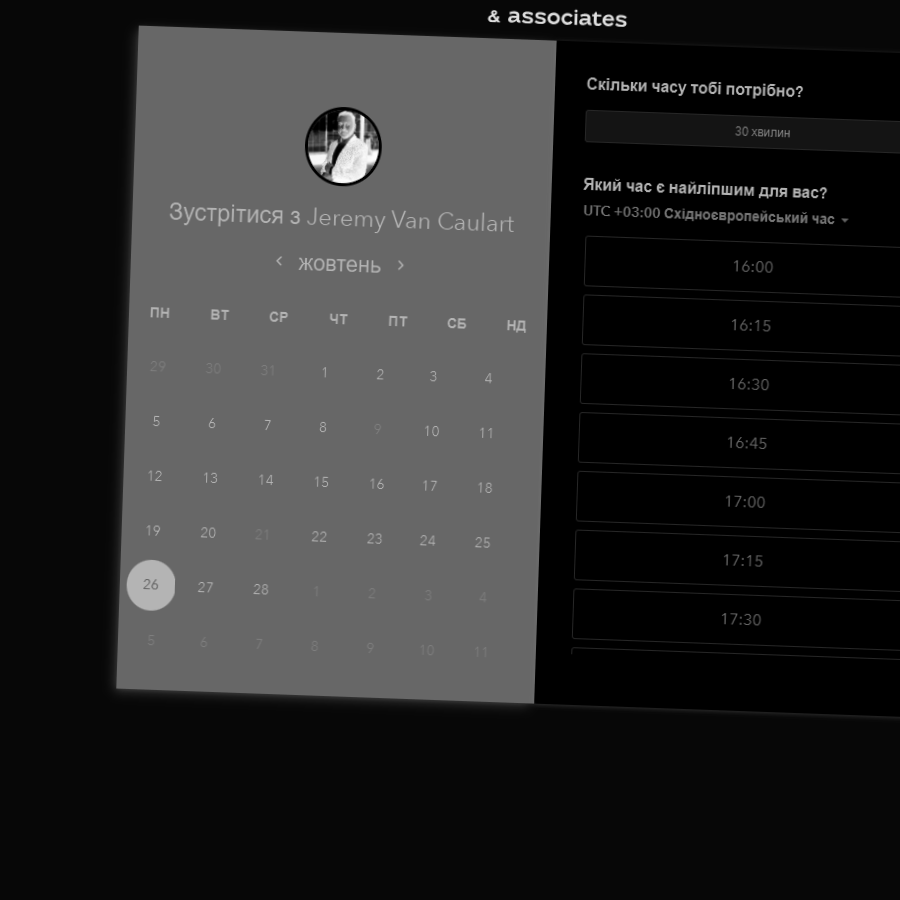 & associates
Зустрітися з Jeremy Van Caulart
жовтень
ПН ВТ СР ЧТ ПТ СБ НД
29 30 31 1 2 3 4
5 6 7 8 9 10 11
12 13 14 15 16 17 18
19 20 21 22 23 24 25
26 27 28 1 2 3 4
5 6 7 8 9 10 11
Скільки часу тобі потрібно?
30 хвилин
Який час є найліпшим для вас?
UTC +03:00 Східноєвропейський час
16:00
16:15
16:30
16:45
17:00
17:15
17:30